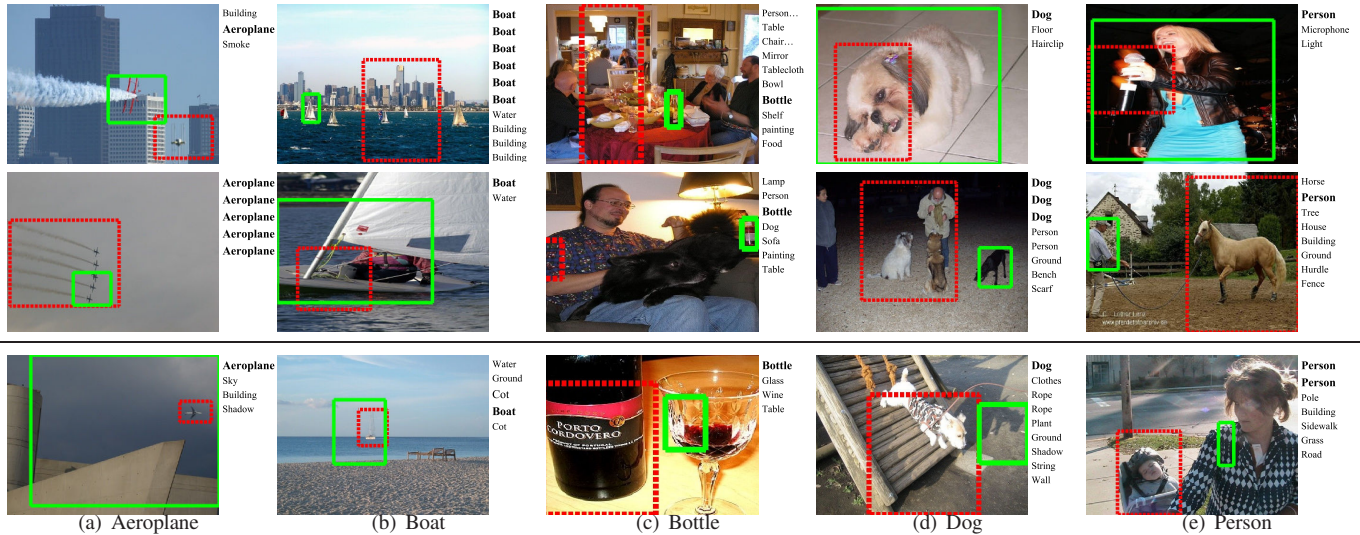 Building
Aeroplane
Smoke
Boat
Boat
Boat
Boat
Boat
Boat
Water
Building
Building
Building
Person…
Table
Chair…
Mirror
Tablecloth
Bowl
Bottle
Shelf
painting
Food
Dog
Floor
Hairclip
Person
Microphone
Light
Aeroplane
Aeroplane
Aeroplane
Aeroplane
Aeroplane
Boat
Water
Lamp
Person
Bottle
Dog
Sofa
Painting
Table
Dog
Dog
Dog
Person
Person
Ground
Bench
Scarf
Horse
Person
Tree
House
Building
Ground
Hurdle
Fence
Aeroplane
Sky
Building
Shadow
Water
Ground
Cot
Boat
Cot
PORTO
CORDOVERO
Bottle
Glass
Wine
Table
Dog
Clothes
Rope
Rope
Plant
Ground
Shadow
String
Wall
Person
Person
Pole
Building
Sidewalk
Grass
Road
(a) Aeroplane
(b) Boat
(c) Bottle
(d) Dog
(e) Person